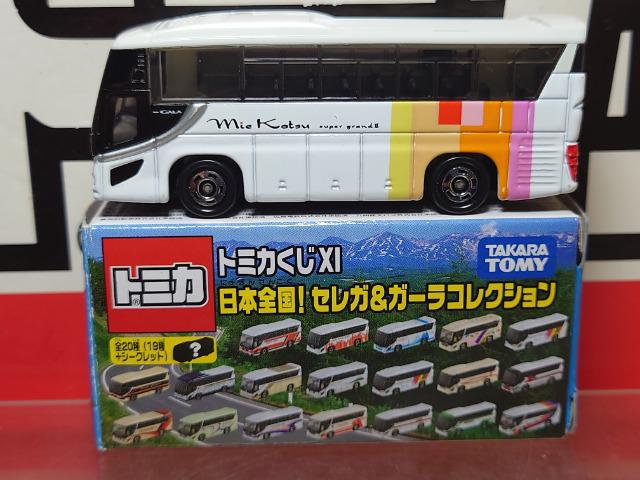 GALA
Mie Kotsu super grandⅡ
トミカ
トミカくじXI
日本全国！セレガ&ガーラコレクション
TAKARA
TOMY
全20種（19種
+シークレット）
?